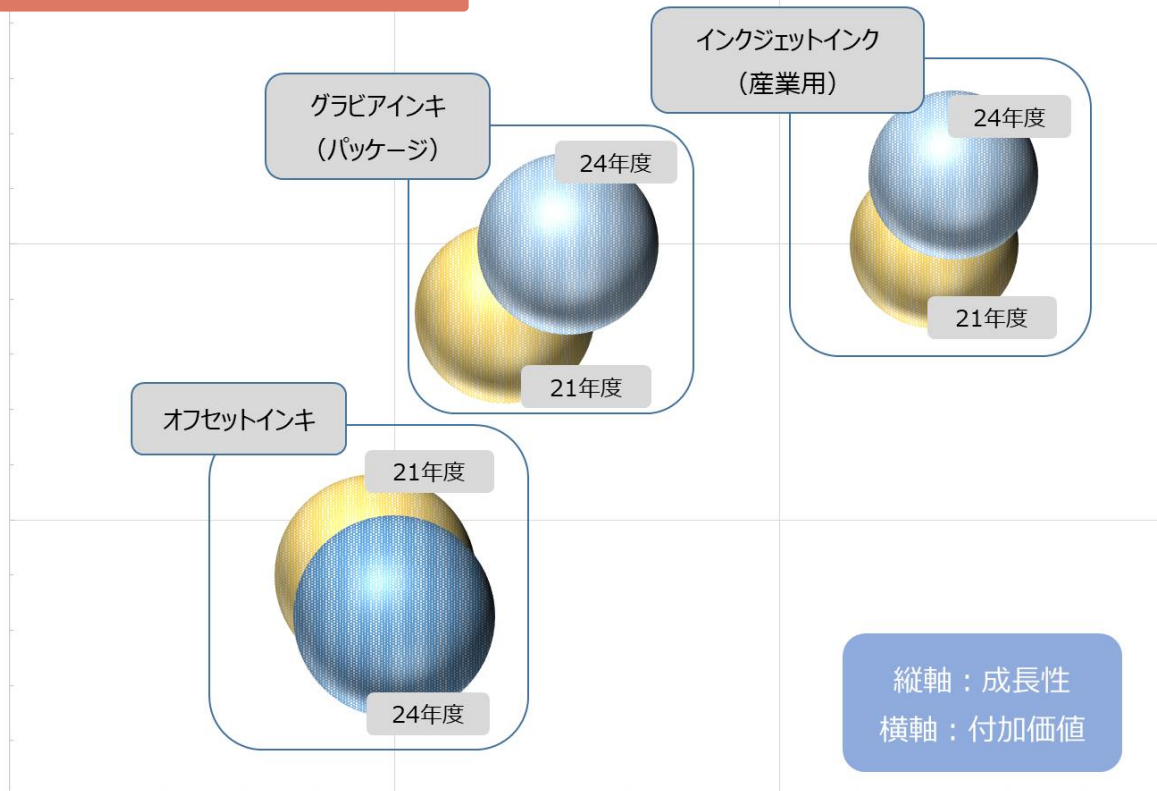 インクジェットインク
（産業用）
24年度
21年度
グラビアインキ
（パッケージ）
24年度
21年度
オフセットインキ
21年度
24年度
縦軸：成長性
横軸：付加価値